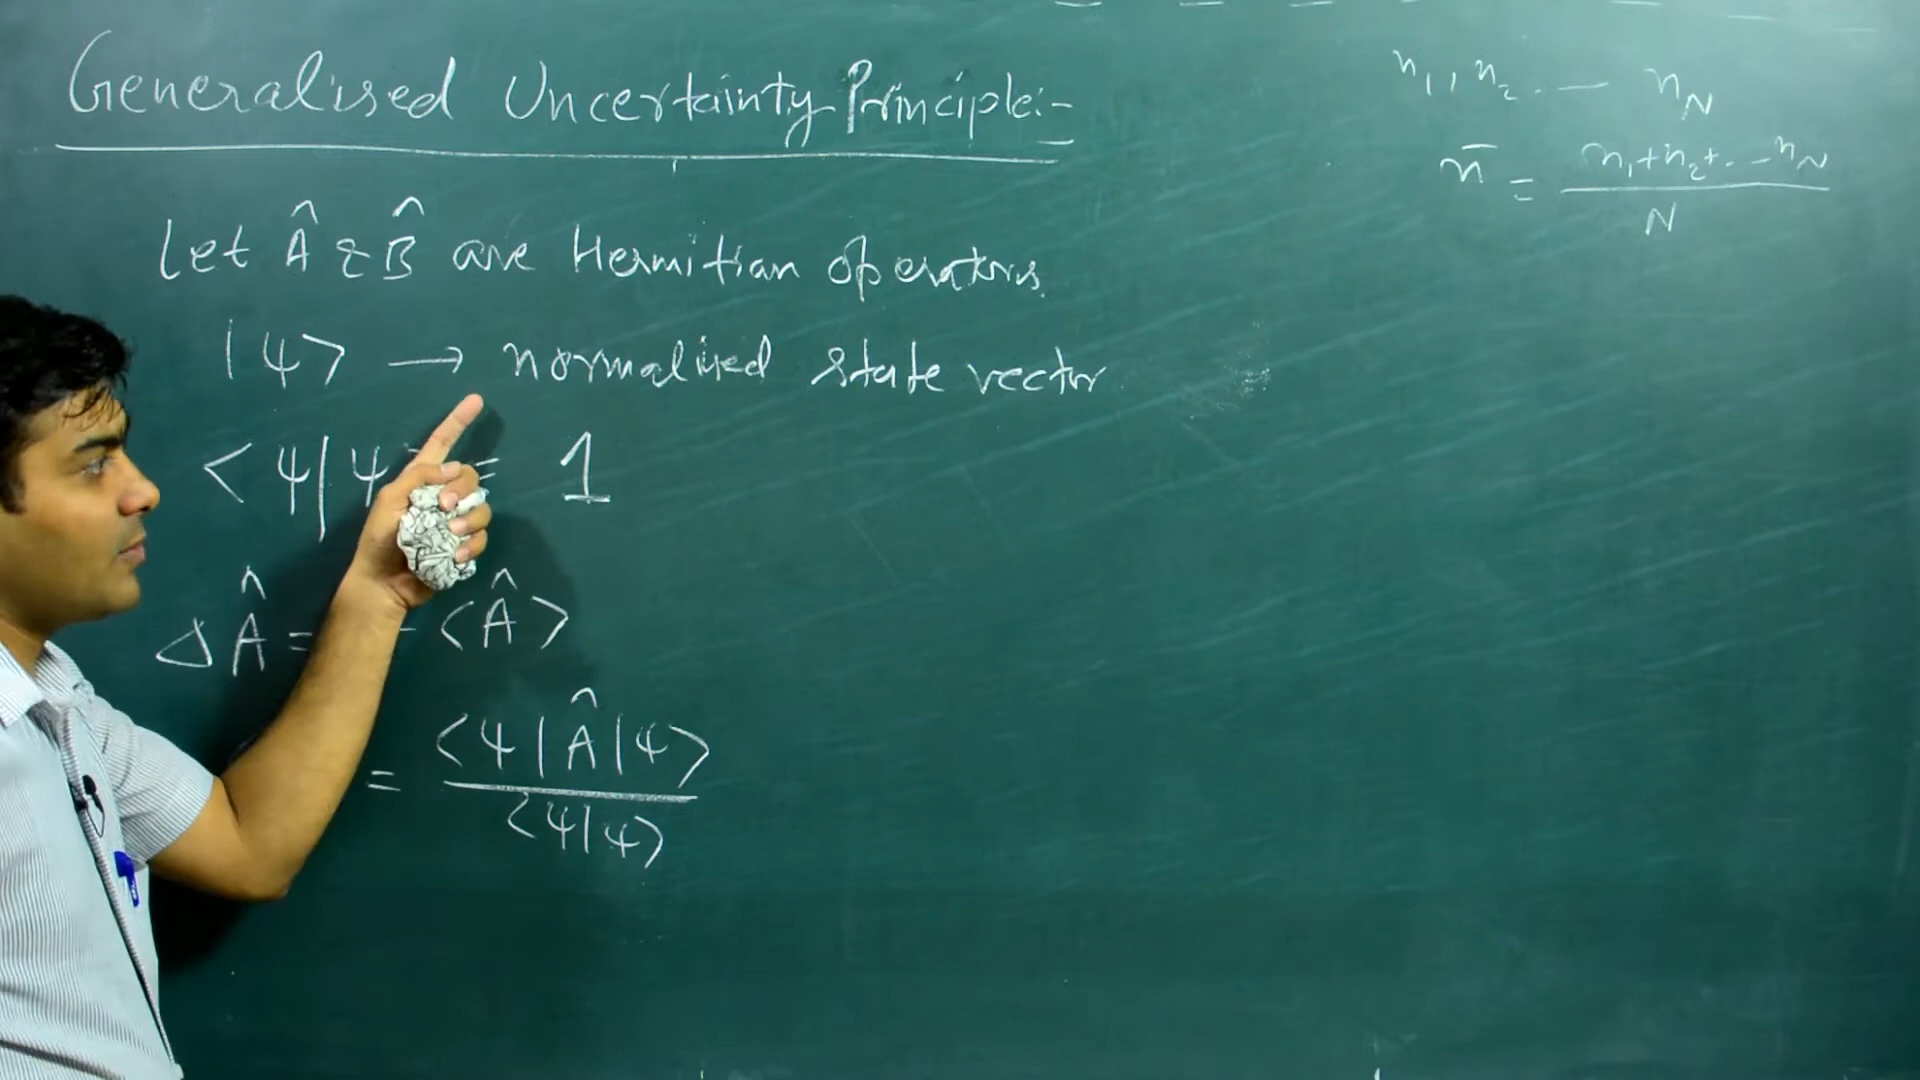 Generalised Uncertainty Principle:-
Let Â & B̂ are Hermitian operators.
|ψ> → normalised state vector
<ψ|ψ = 1
ΔÂ = - <Â>
= <ψ|Â|ψ>
<ψ|ψ>
n₁, n₂ . — n_N
n̄ = n₁+n₂+..-n_N
N